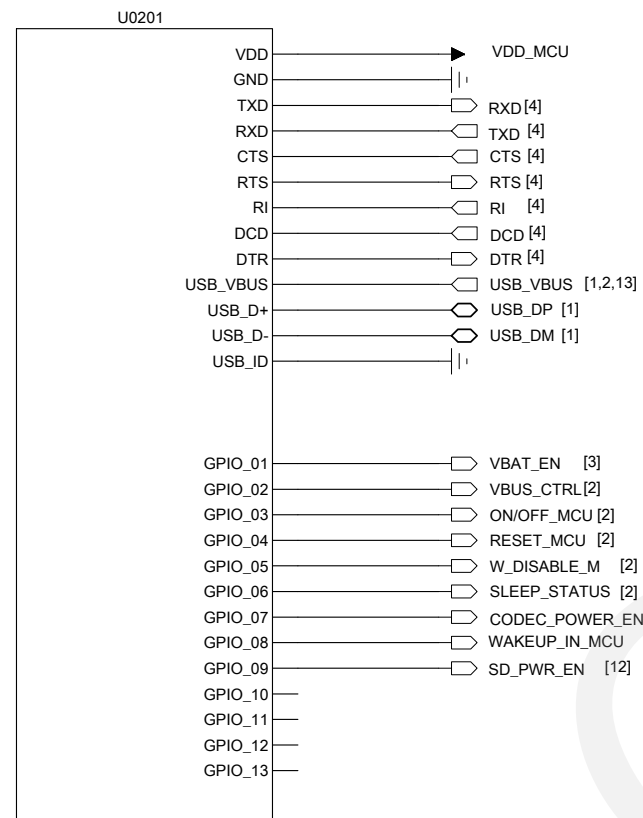 U0201
VDD VDD_MCU
GND
TXD RXD [4]
RXD TXD [4]
CTS CTS [4]
RTS RTS [4]
RI RI [4]
DCD DCD [4]
DTR DTR [4]
USB_VBUS USB_VBUS [1,2,13]
USB_D+ USB_DP [1]
USB_D- USB_DM [1]
USB_ID
GPIO_01 VBAT_EN [3]
GPIO_02 VBUS_CTRL [2]
GPIO_03 ON/OFF_MCU [2]
GPIO_04 RESET_MCU [2]
GPIO_05 W_DISABLE_M [2]
GPIO_06 SLEEP_STATUS [2]
GPIO_07 CODEC_POWER_EN
GPIO_08 WAKEUP_IN_MCU
GPIO_09 SD_PWR_EN [12]
GPIO_10
GPIO_11
GPIO_12
GPIO_13